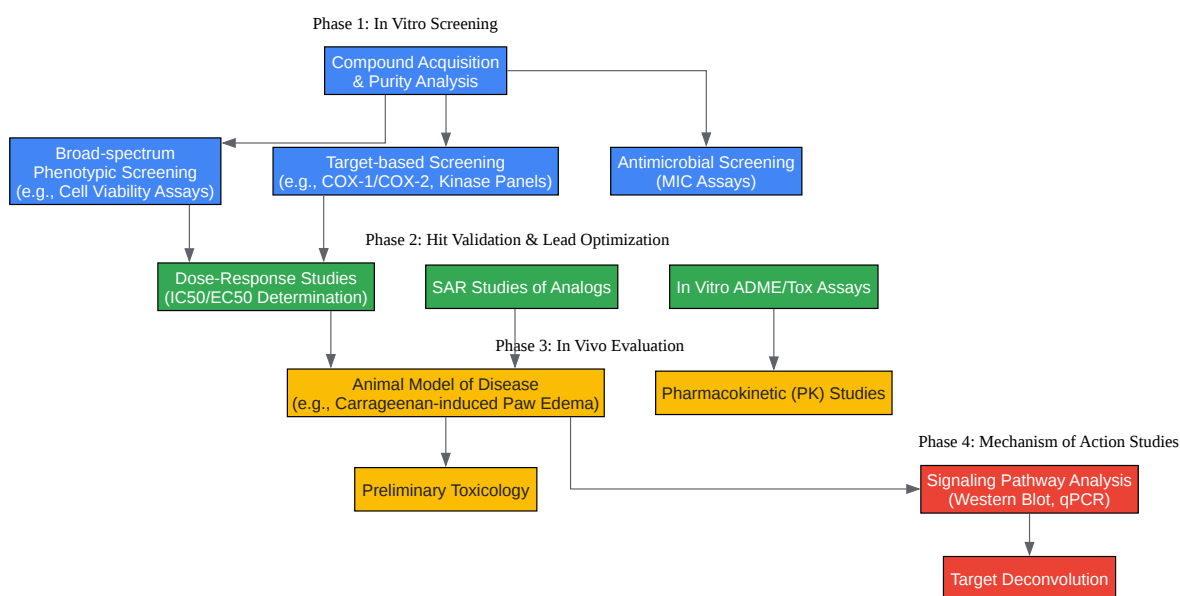 Phase 1: In Vitro Screening
Compound Acquisition
& Purity Analysis
Broad-spectrum
Phenotypic Screening
(e.g., Cell Viability Assays)
Target-based Screening
(e.g., COX-1/COX-2, Kinase Panels)
Antimicrobial Screening
(MIC Assays)
Phase 2: Hit Validation & Lead Optimization
Dose-Response Studies
(IC50/EC50 Determination)
SAR Studies of Analogs
In Vitro ADME/Tox Assays
Phase 3: In Vivo Evaluation
Animal Model of Disease
(e.g., Carrageenan-induced Paw Edema)
Pharmacokinetic (PK) Studies
Preliminary Toxicology
Phase 4: Mechanism of Action Studies
Signaling Pathway Analysis
(Western Blot, qPCR)
Target Deconvolution